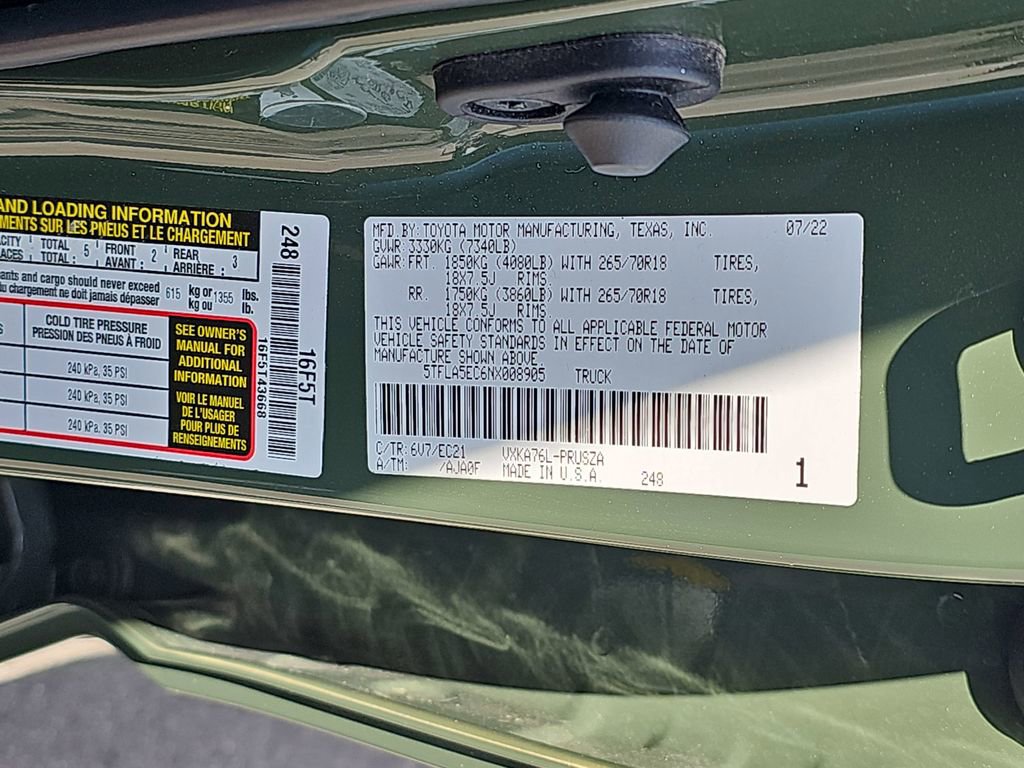 AND LOADING INFORMATION
EMENTS SUR LES PNEUS ET LE CHARGEMENT
TOTAL 5 FRONT 2 REAR 3
TOTAL : AVANT : ARRIÈRE :
ants and cargo should never exceed 615 kg or 1355 lbs.
du chargement ne doit jamais dépasser kg ou lb.
COLD TIRE PRESSURE
PRESSION DES PNEUS À FROID
240 kPa, 35 PSI
240 kPa, 35 PSI
240 kPa, 35 PSI
SEE OWNER'S
MANUAL FOR
ADDITIONAL
INFORMATION
VOIR LE MANUEL
DE L'USAGER
POUR PLUS DE
RENSEIGNEMENTS
248
16F5T43668
16F5T
MFD BY: TOYOTA MOTOR MANUFACTURING, TEXAS, INC. 07/22
GVWR: 3330KG (7340LB)
GAWR: FRT. 1850KG (4080LB) WITH 265/70R18 TIRES,
18X7.5J RIMS.
RR. 1750KG (3860LB) WITH 265/70R18 TIRES,
18X7.5J RIMS.
THIS VEHICLE CONFORMS TO ALL APPLICABLE FEDERAL MOTOR
VEHICLE SAFETY STANDARDS IN EFFECT ON THE DATE OF
MANUFACTURE SHOWN ABOVE.
5TFLA5EC6NX008905 TRUCK
C/TR: 6V7/EC21 VXKA76L-PRUSZA
A/TM: /AJA0F MADE IN U.S.A. 248
1